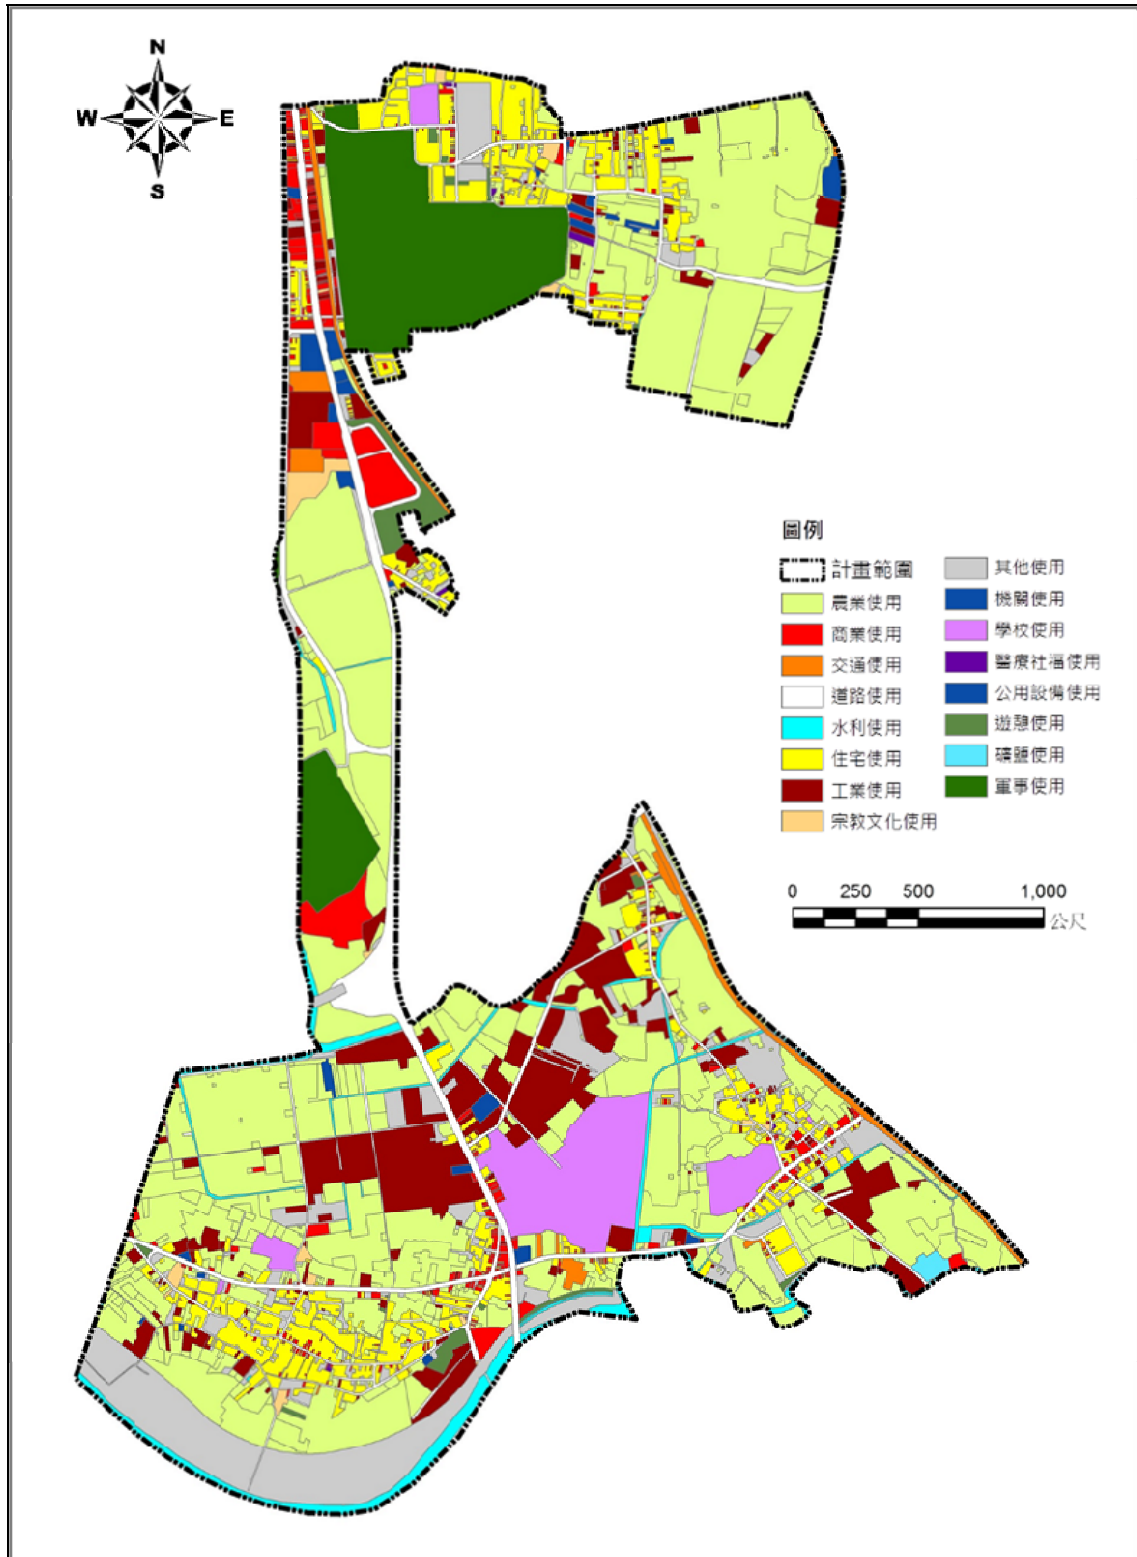 N
W E
S
圖例
計畫範圍
農業使用
商業使用
交通使用
道路使用
水利使用
住宅使用
工業使用
宗教文化使用
其他使用
機關使用
學校使用
醫療社福使用
公用設備使用
遊憩使用
礦鹽使用
軍事使用
0 250 500 1,000
公尺